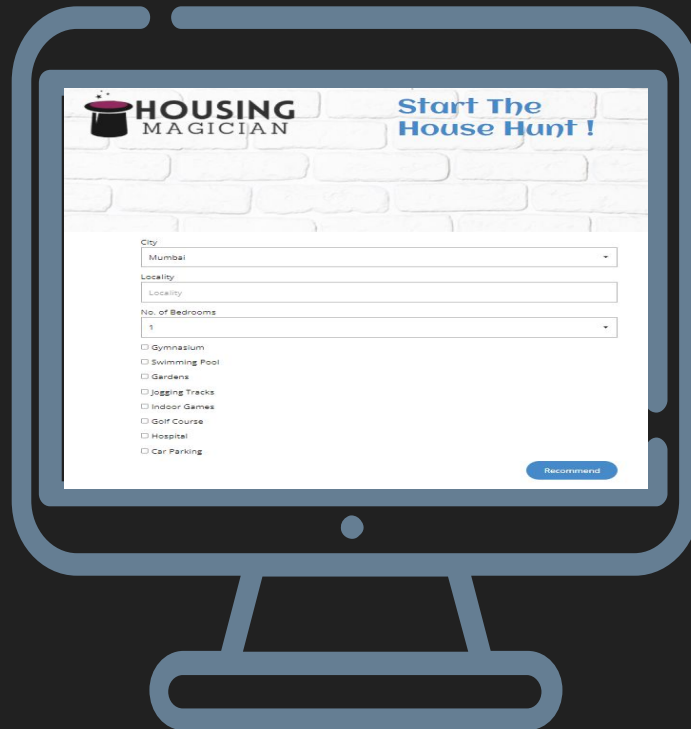 HOUSING
MAGICIAN
Start The
House Hunt !
City
Mumbai
Locality
Locality
No. of Bedrooms
1
Gymnasium
Swimming Pool
Gardens
Jogging Tracks
Indoor Games
Golf Course
Hospital
Car Parking
Recommend